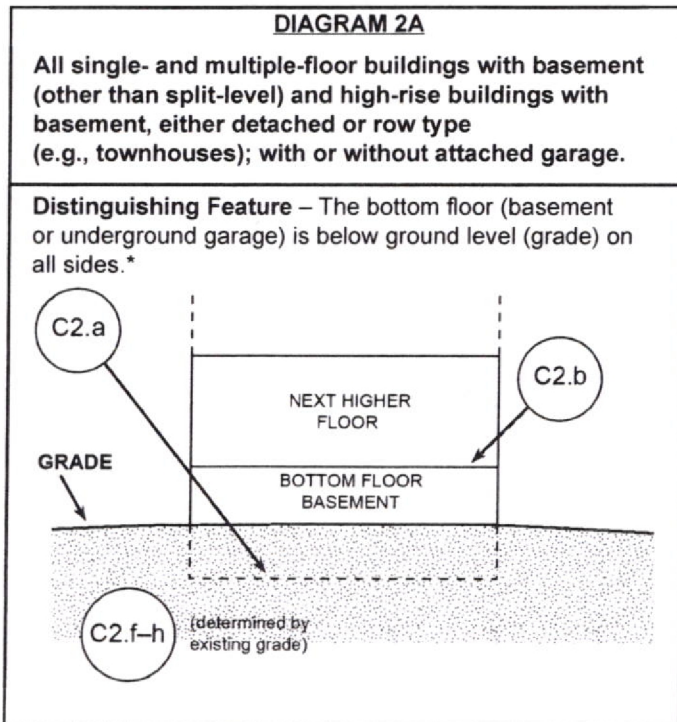 DIAGRAM 2A
All single- and multiple-floor buildings with basement
(other than split-level) and high-rise buildings with
basement, either detached or row type
(e.g., townhouses); with or without attached garage.
Distinguishing Feature – The bottom floor (basement
or underground garage) is below ground level (grade) on
all sides.*
C2.a
C2.b
NEXT HIGHER
FLOOR
GRADE
BOTTOM FLOOR
BASEMENT
C2.f–h
(determined by
existing grade)